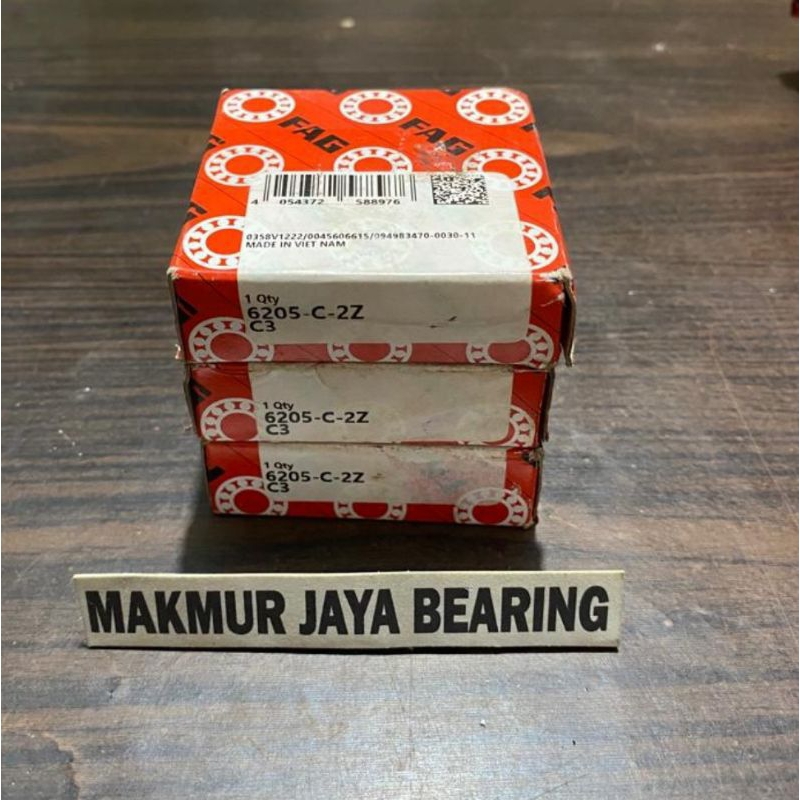 FAG FAG
4 054372 588976
0358V1222/0045606615/094983470-0030-11
MADE IN VIET NAM
1 Qty
6205-C-2Z
C3
1 Qty
6205-C-2Z
C3
1 Qty
6205-C-2Z
C3
MAKMUR JAYA BEARING